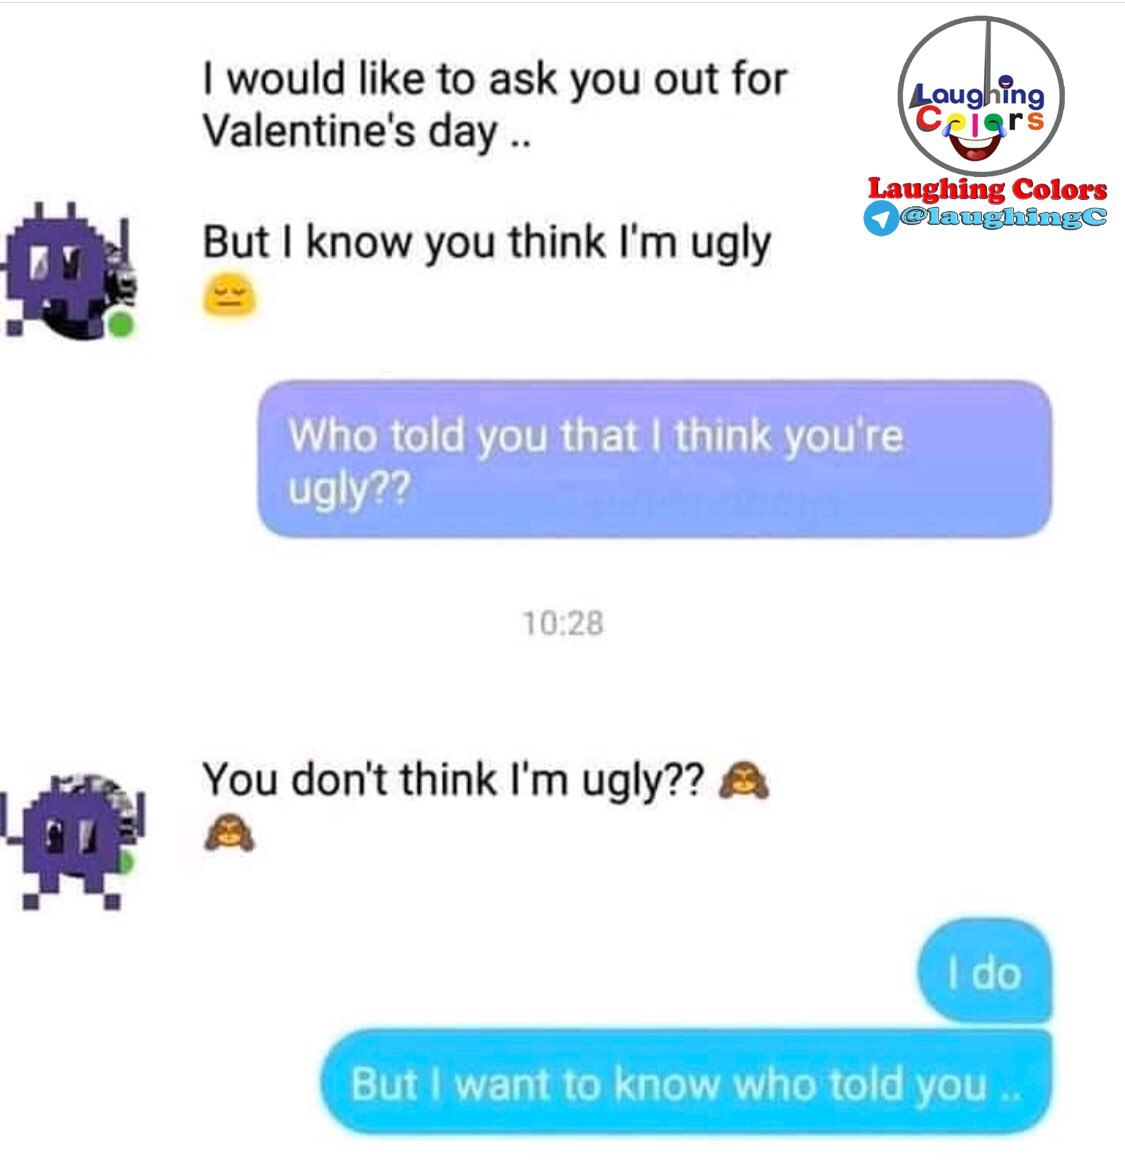 I would like to ask you out for
Valentine's day ..
Laughing
Colors
Laughing Colors
@laughingC
But I know you think I'm ugly
😔
Who told you that I think you're
ugly??
10:28
You don't think I'm ugly?? 🙈
🙈
I do
But I want to know who told you ..